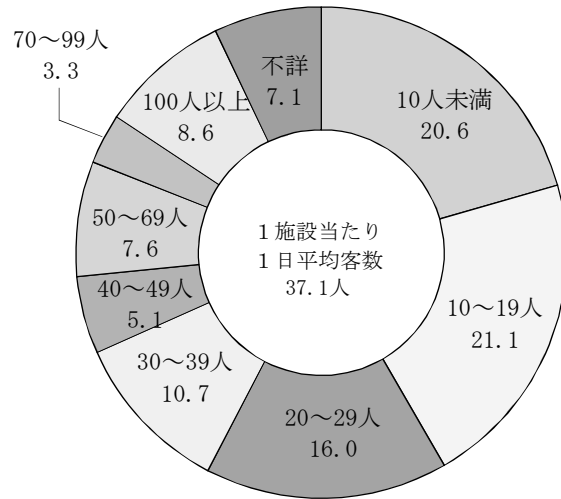 10人未満
20.6
10～19人
21.1
20～29人
16.0
30～39人
10.7
40～49人
5.1
50～69人
7.6
70～99人
3.3
100人以上
8.6
不詳
7.1
1施設当たり
1日平均客数
37.1人